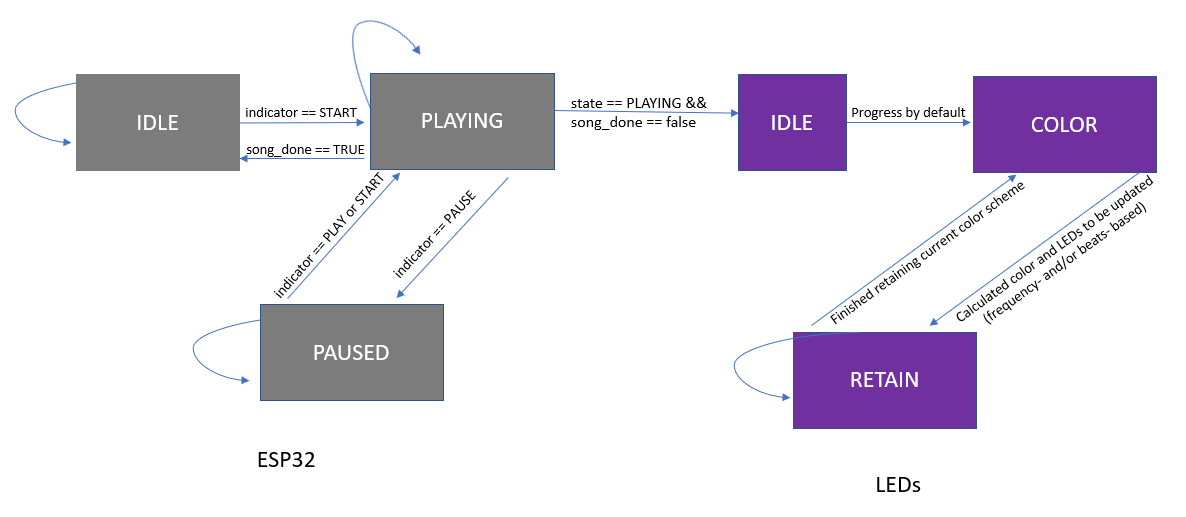 IDLE
indicator == START
song_done == TRUE
PLAYING
state == PLAYING &&
song_done == false
IDLE
Progress by default
COLOR
indicator == PLAY or START
indicator == PAUSE
PAUSED
Finished retaining current color scheme
Calculated color and LEDs to be updated
(frequency- and/or beats- based)
RETAIN
ESP32
LEDs